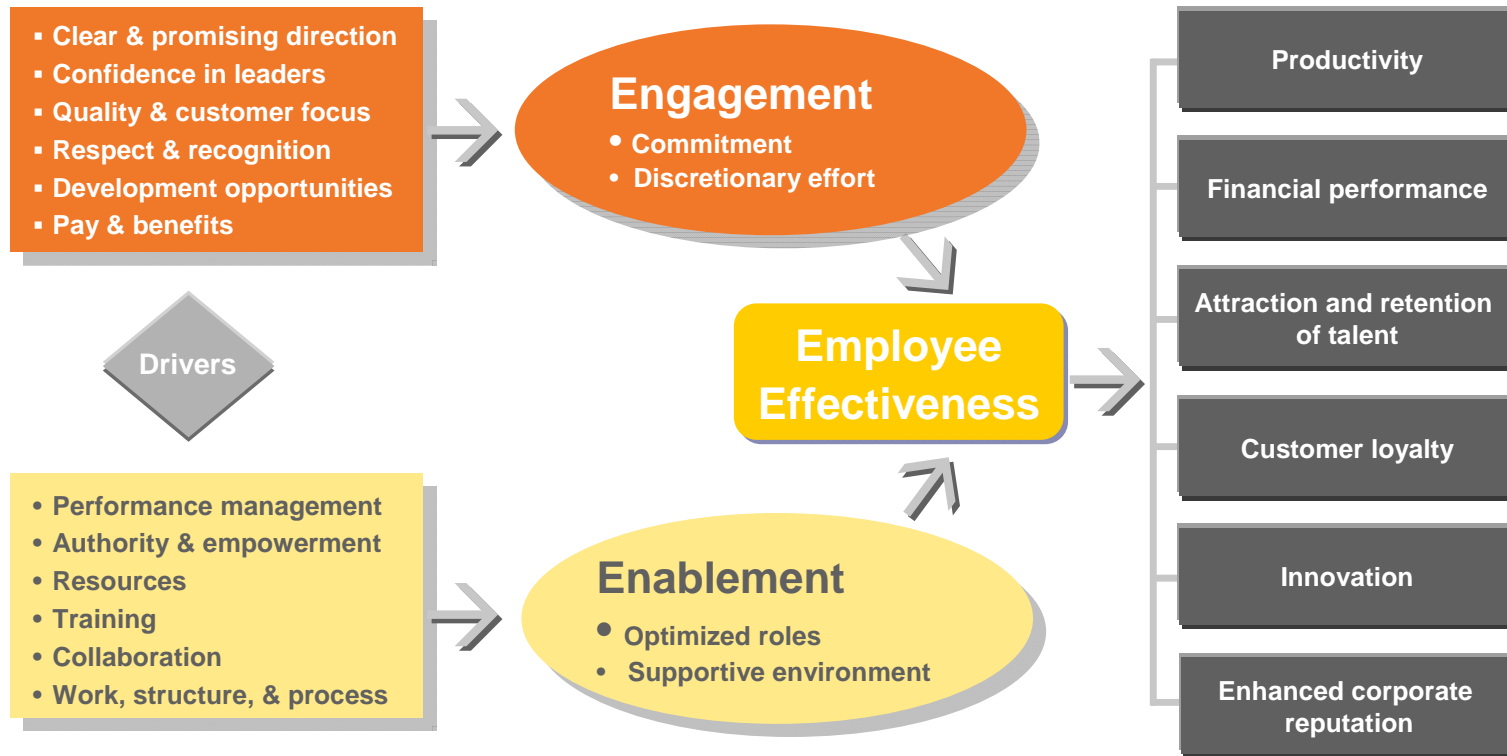 ▪ Clear & promising direction
▪ Confidence in leaders
▪ Quality & customer focus
▪ Respect & recognition
▪ Development opportunities
▪ Pay & benefits
Engagement
• Commitment
• Discretionary effort
Drivers
• Performance management
• Authority & empowerment
• Resources
• Training
• Collaboration
• Work, structure, & process
Enablement
• Optimized roles
• Supportive environment
Employee
Effectiveness
Productivity
Financial performance
Attraction and retention
of talent
Customer loyalty
Innovation
Enhanced corporate
reputation